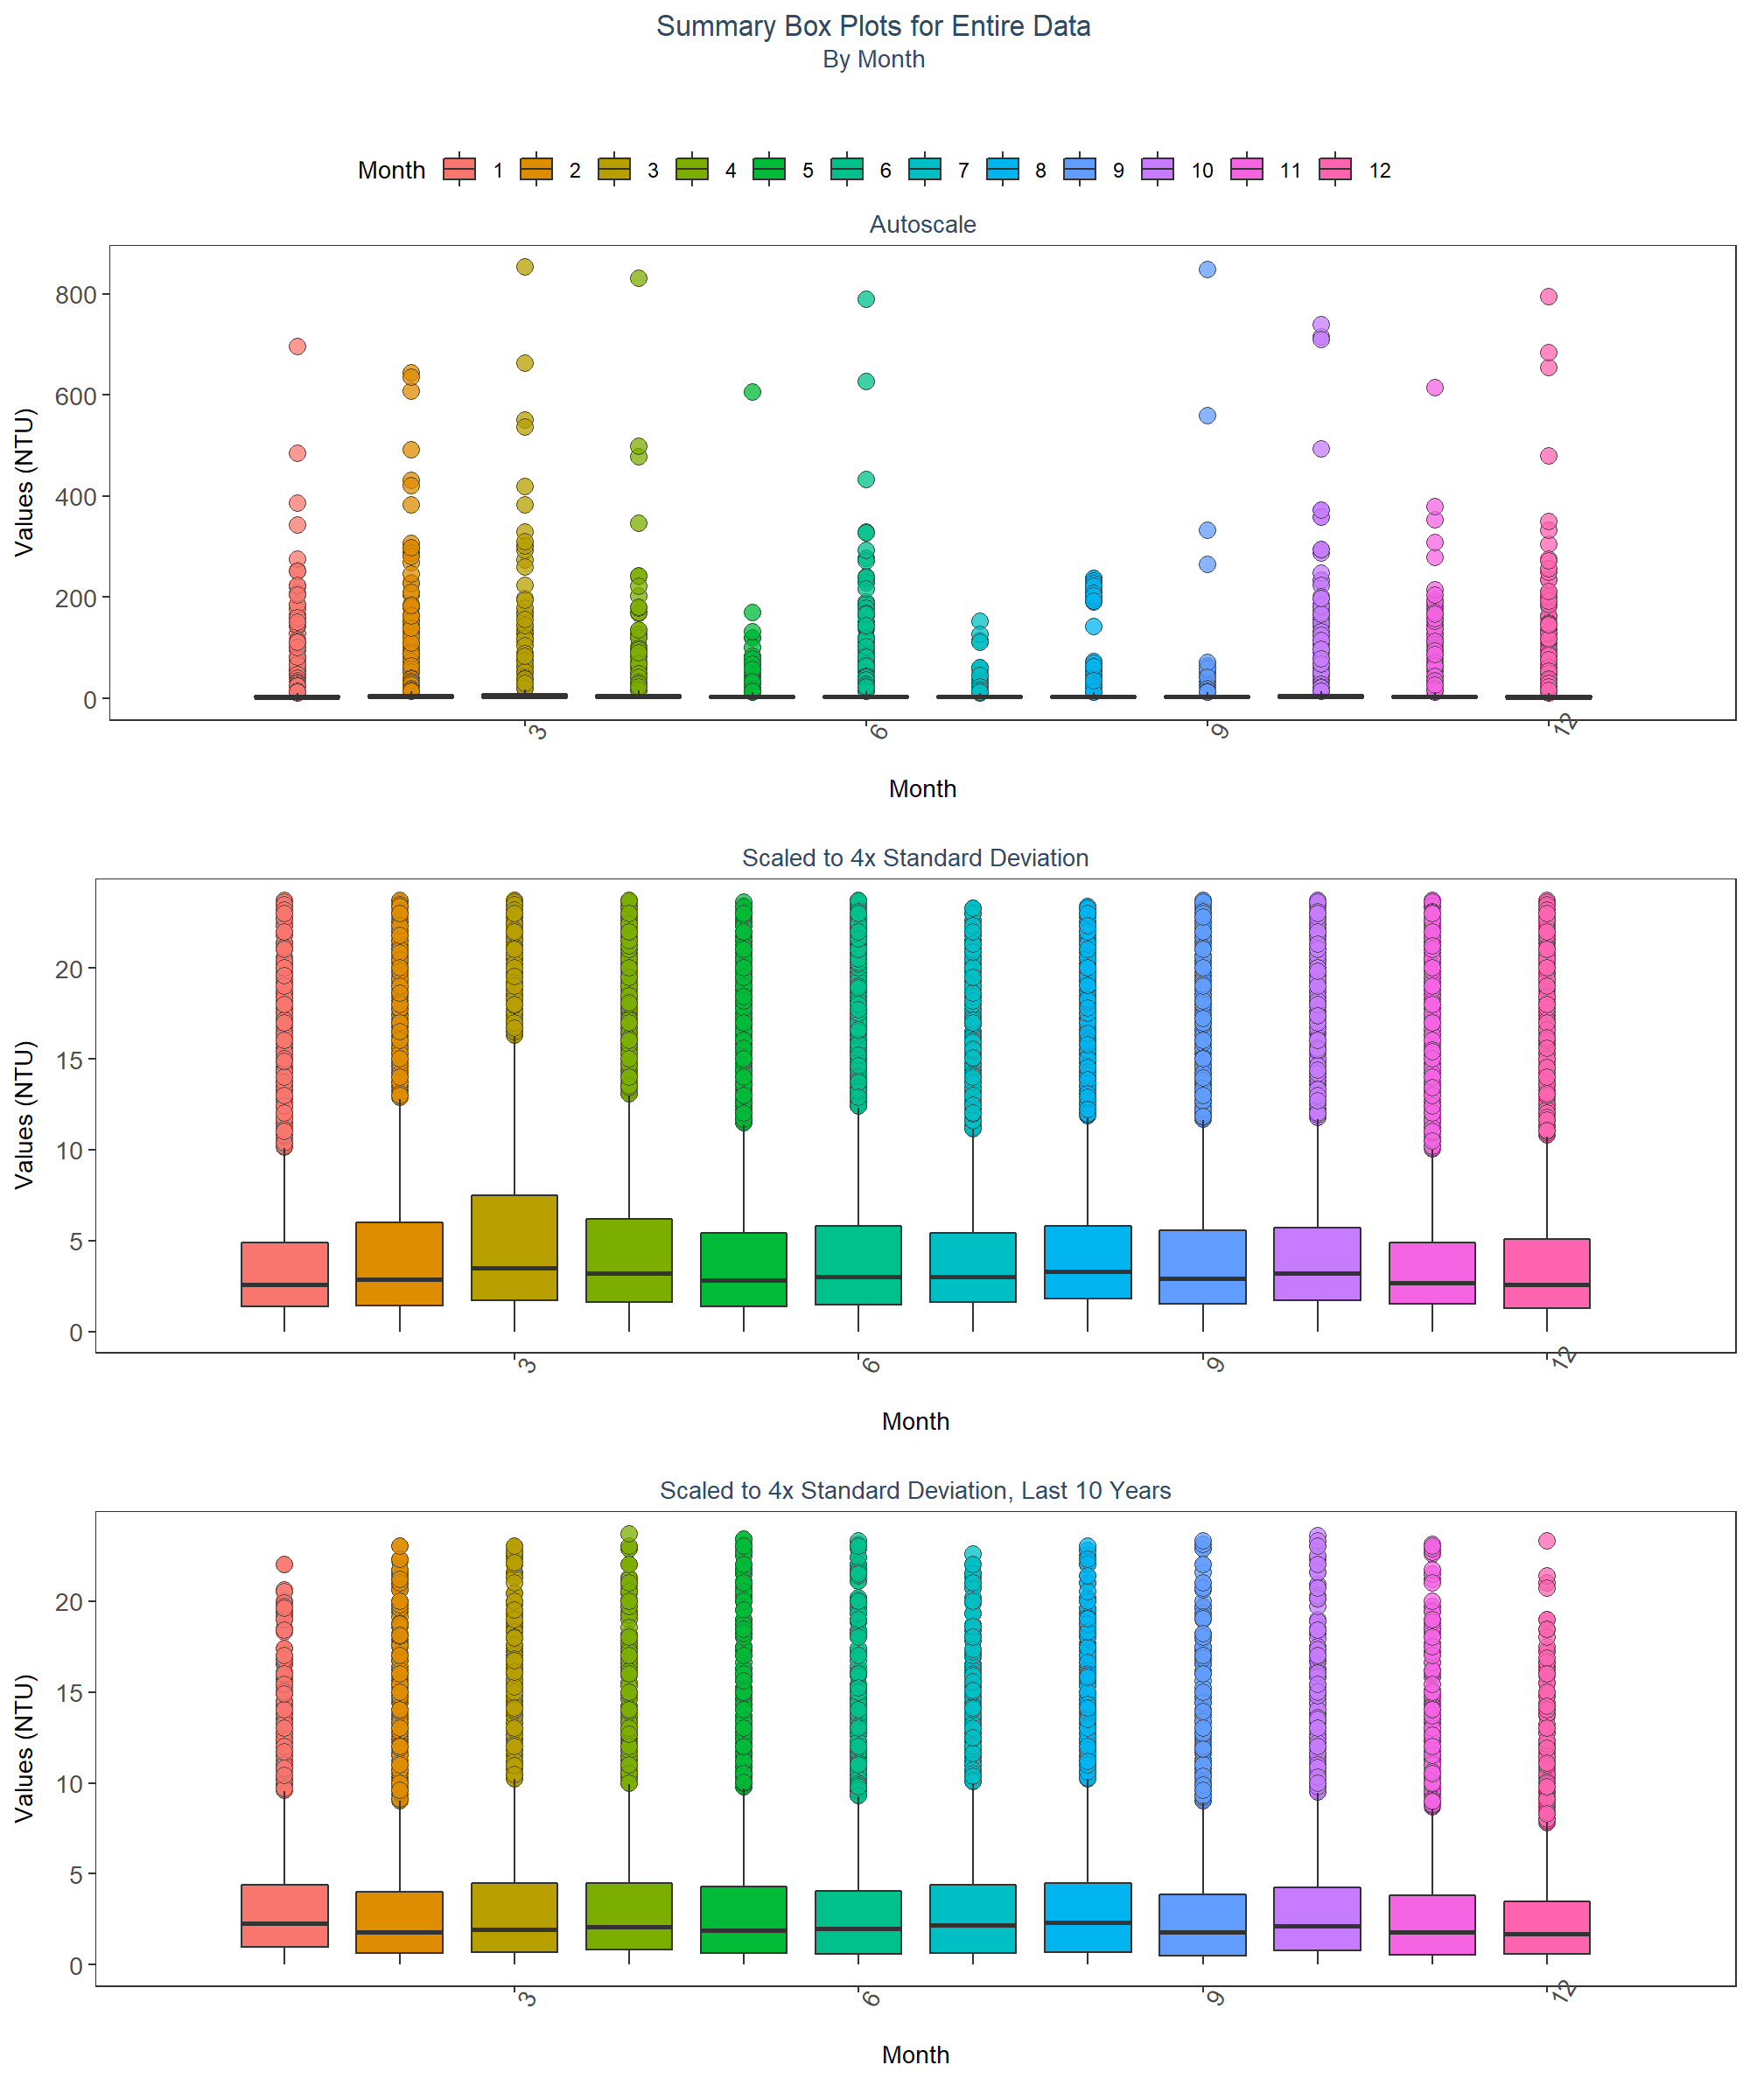 Summary Box Plots for Entire Data
By Month
Month 1 2 3 4 5 6 7 8 9 10 11 12
Autoscale
Values (NTU)
800
600
400
200
0
3 6 9 12
Month
Scaled to 4x Standard Deviation
Values (NTU)
20
15
10
5
0
3 6 9 12
Month
Scaled to 4x Standard Deviation, Last 10 Years
Values (NTU)
20
15
10
5
0
3 6 9 12
Month